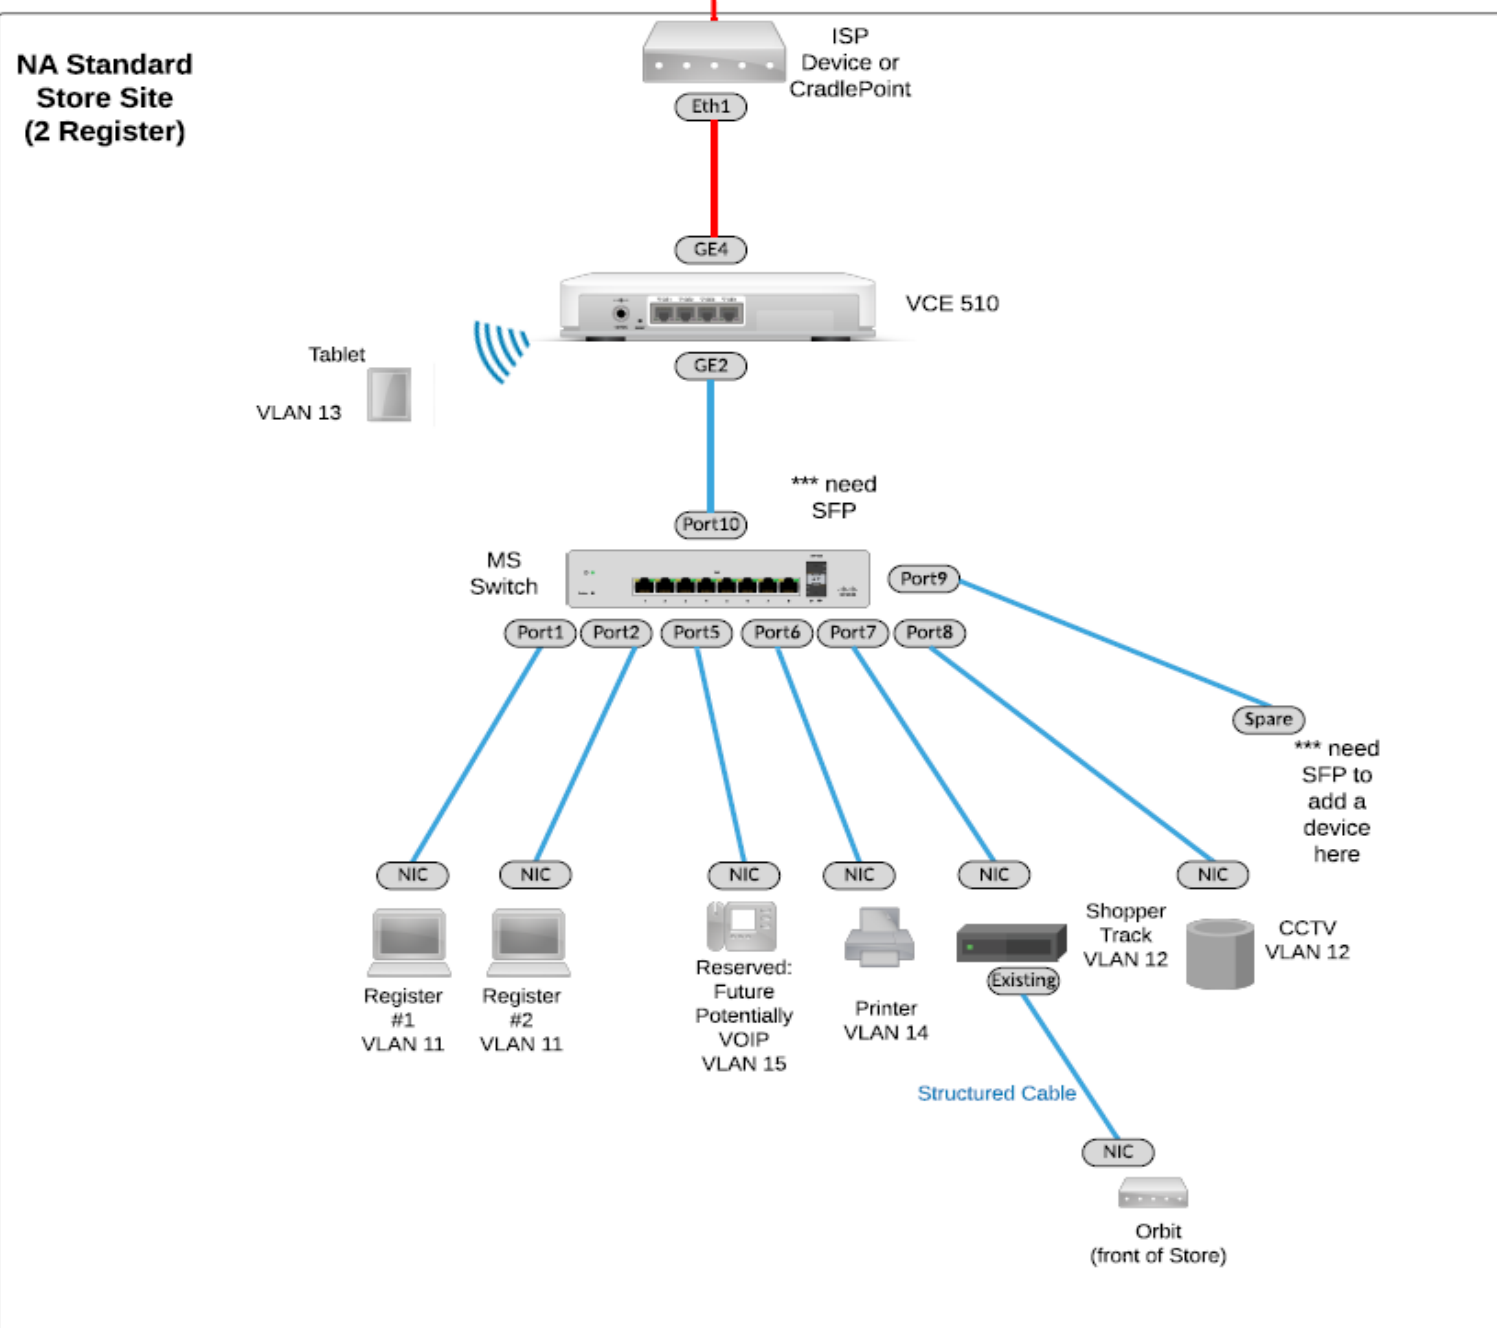 NA Standard
Store Site
(2 Register)
ISP
Device or
CradlePoint
Eth1
GE4
VCE 510
GE2
Tablet
VLAN 13
*** need
SFP
Port10
MS
Switch
Port9
Port1
Port2
Port5
Port6
Port7
Port8
Spare
*** need
SFP to
add a
device
here
NIC
NIC
NIC
NIC
NIC
NIC
Register
#1
VLAN 11
Register
#2
VLAN 11
Reserved:
Future
Potentially
VOIP
VLAN 15
Printer
VLAN 14
Shopper
Track
VLAN 12
Existing
CCTV
VLAN 12
Structured Cable
NIC
Orbit
(front of Store)